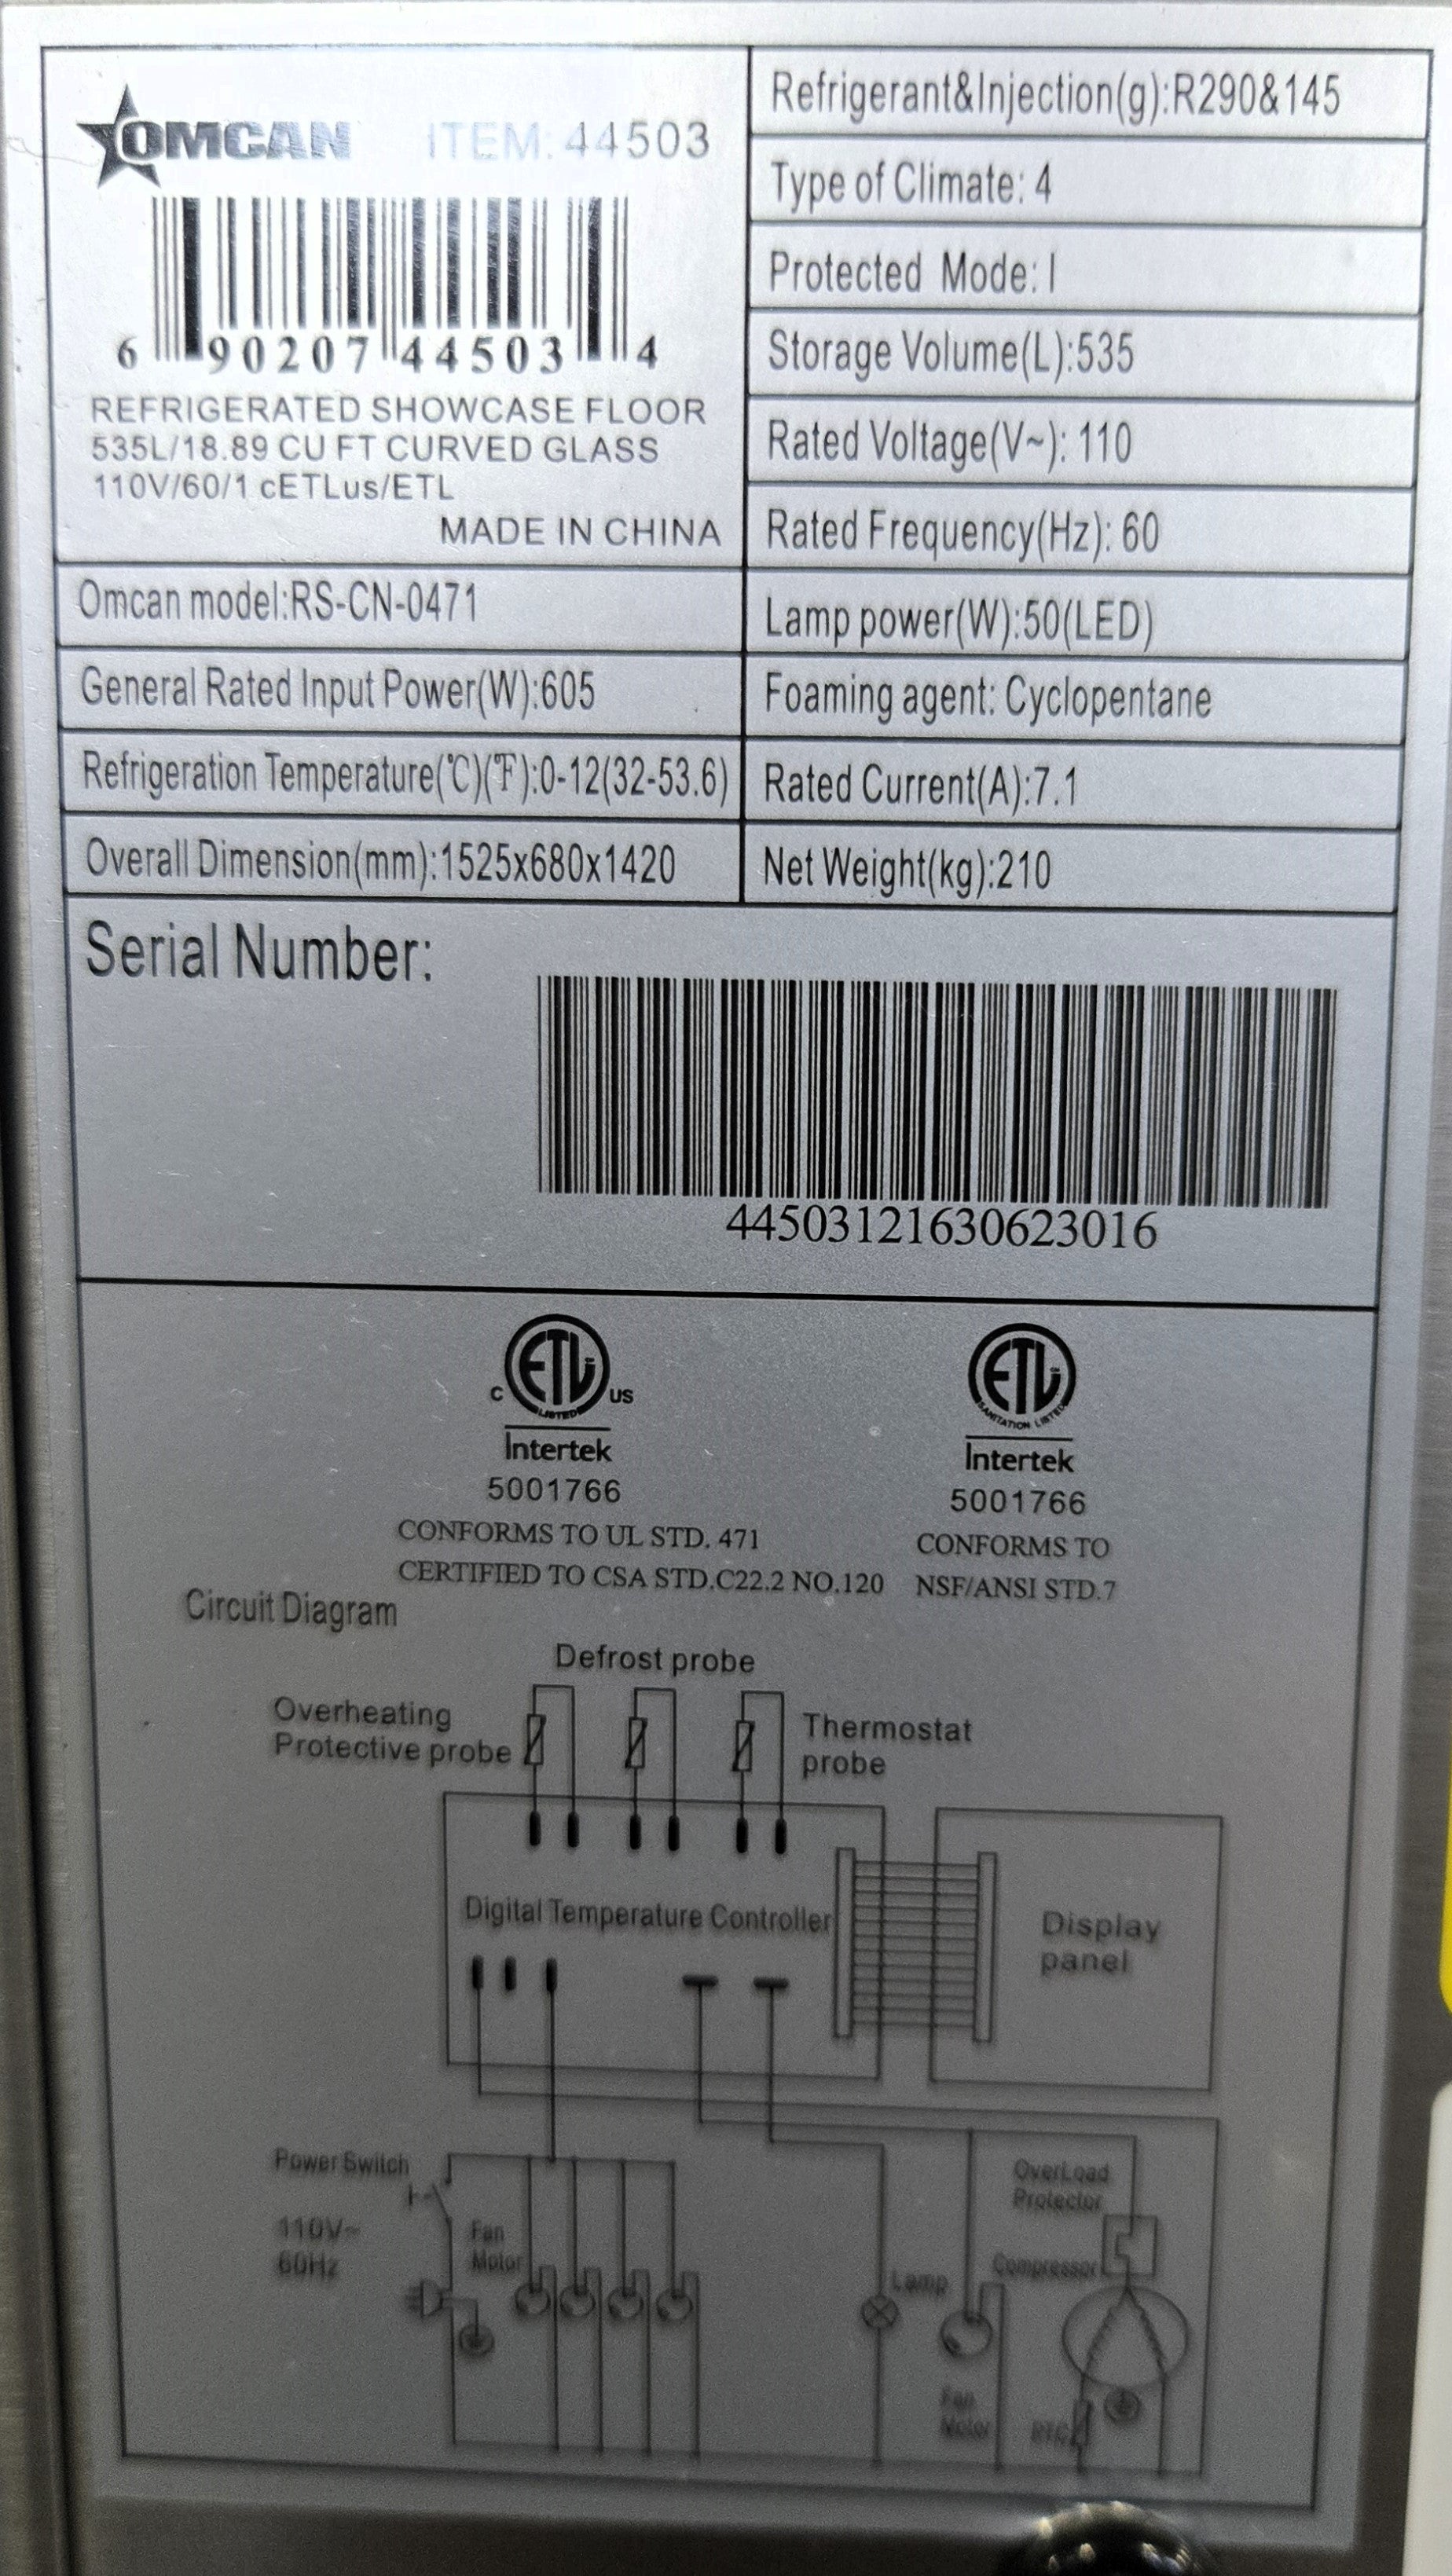 OMCAN ITEM:44503
6 90207 44503 4
REFRIGERATED SHOWCASE FLOOR
535L/18.89 CU FT CURVED GLASS
110V/60/1 cETLus/ETL
MADE IN CHINA
Omcan model:RS-CN-0471
General Rated Input Power(W):605
Refrigeration Temperature(℃)(℉):0-12(32-53.6)
Overall Dimension(mm):1525x680x1420
Refrigerant&Injection(g):R290&145
Type of Climate: 4
Protected Mode: I
Storage Volume(L):535
Rated Voltage(V~): 110
Rated Frequency(Hz): 60
Lamp power(W):50(LED)
Foaming agent: Cyclopentane
Rated Current(A):7.1
Net Weight(kg):210
Serial Number:
44503121630623016
C ETL US
LISTED
Intertek
5001766
CONFORMS TO UL STD. 471
CERTIFIED TO CSA STD.C22.2 NO.120
ETL
SANITATION LISTED
Intertek
5001766
CONFORMS TO
NSF/ANSI STD.7
Circuit Diagram
Defrost probe
Overheating
Protective probe
Thermostat
probe
Digital Temperature Controller
Display
panel
Power Switch
110V~
60Hz
Fan
Motor
Lamp
OverLoad
Protector
Compressor
Fan
Motor
PTC